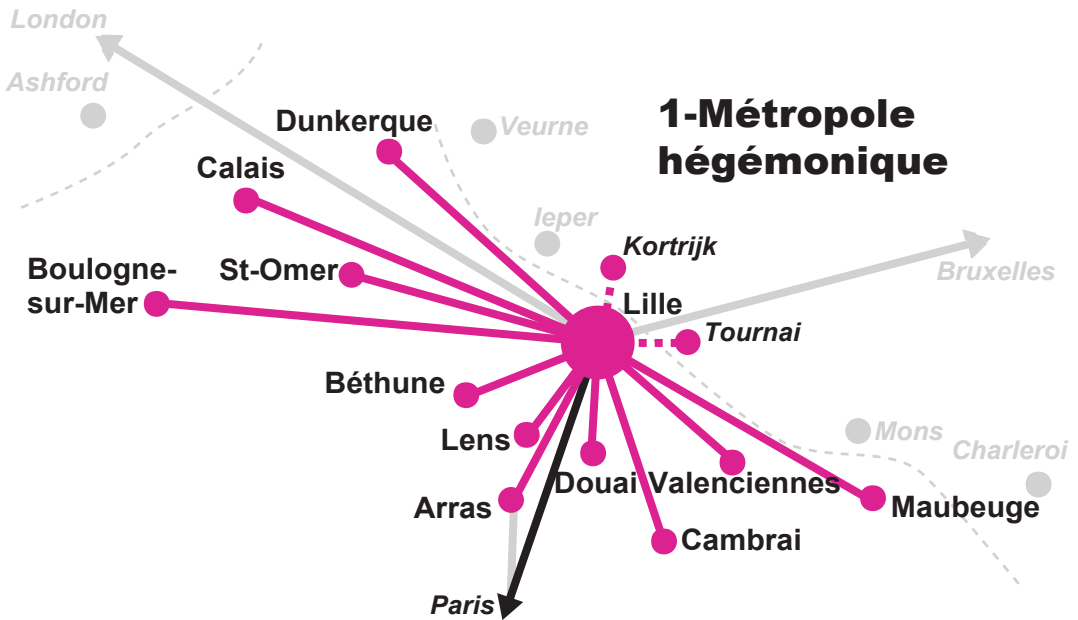 London
Ashford
Dunkerque
Veurne
1-Métropole
hégémonique
Calais
Ieper
Kortrijk
Boulogne-
sur-Mer
St-Omer
Bruxelles
Lille
Tournai
Béthune
Lens
Mons
Charleroi
Douai
Valenciennes
Arras
Maubeuge
Cambrai
Paris